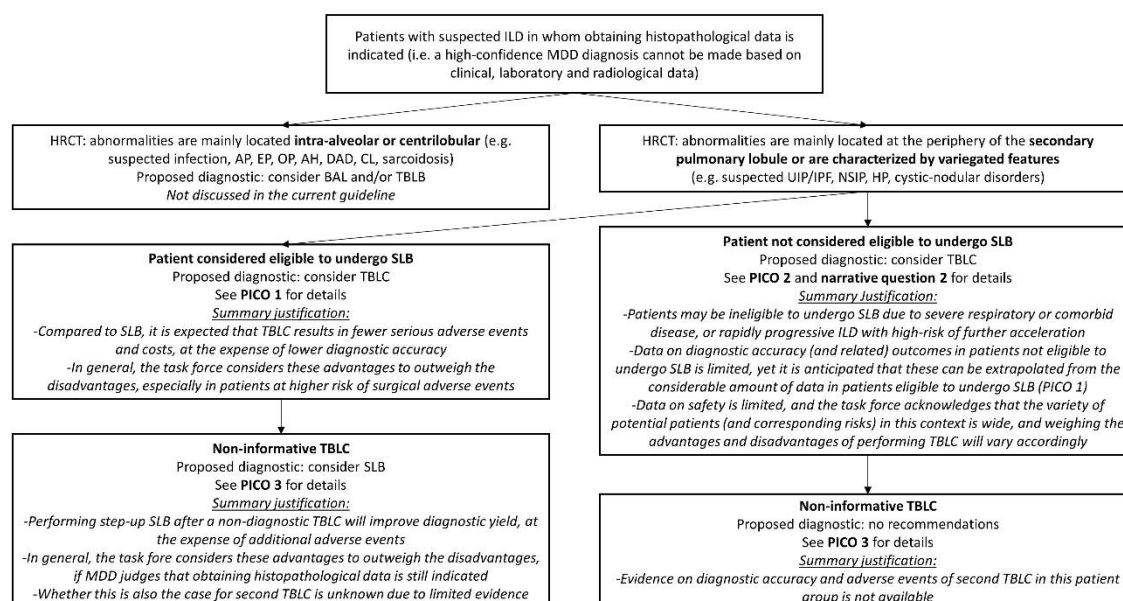 Patients with suspected ILD in whom obtaining histopathological data is
indicated (i.e. a high-confidence MDD diagnosis cannot be made based on
clinical, laboratory and radiological data)
HRCT: abnormalities are mainly located intra-alveolar or centrilobular (e.g.
suspected infection, AP, EP, OP, AH, DAD, CL, sarcoidosis)
Proposed diagnostic: consider BAL and/or TBLB
Not discussed in the current guideline
HRCT: abnormalities are mainly located at the periphery of the secondary
pulmonary lobule or are characterized by variegated features
(e.g. suspected UIP/IPF, NSIP, HP, cystic-nodular disorders)
Patient considered eligible to undergo SLB
Proposed diagnostic: consider TBLC
See PICO 1 for details
Summary justification:
-Compared to SLB, it is expected that TBLC results in fewer serious adverse events
and costs, at the expense of lower diagnostic accuracy
-In general, the task force considers these advantages to outweigh the
disadvantages, especially in patients at higher risk of surgical adverse events
Patient not considered eligible to undergo SLB
Proposed diagnostic: consider TBLC
See PICO 2 and narrative question 2 for details
Summary Justification:
-Patients may be ineligible to undergo SLB due to severe respiratory or comorbid
disease, or rapidly progressive ILD with high-risk of further acceleration
-Data on diagnostic accuracy (and related) outcomes in patients not eligible to
undergo SLB is limited, yet it is anticipated that these can be extrapolated from the
considerable amount of data in patients eligible to undergo SLB (PICO 1)
-Data on safety is limited, and the task force acknowledges that the variety of
potential patients (and corresponding risks) in this context is wide, and weighing the
advantages and disadvantages of performing TBLC will vary accordingly
Non-informative TBLC
Proposed diagnostic: consider SLB
See PICO 3 for details
Summary justification:
-Performing step-up SLB after a non-diagnostic TBLC will improve diagnostic yield, at
the expense of additional adverse events
-In general, the task fore considers these advantages to outweigh the disadvantages,
if MDD judges that obtaining histopathological data is still indicated
-Whether this is also the case for second TBLC is unknown due to limited evidence
Non-informative TBLC
Proposed diagnostic: no recommendations
See PICO 3 for details
Summary justification:
-Evidence on diagnostic accuracy and adverse events of second TBLC in this patient
group is not available